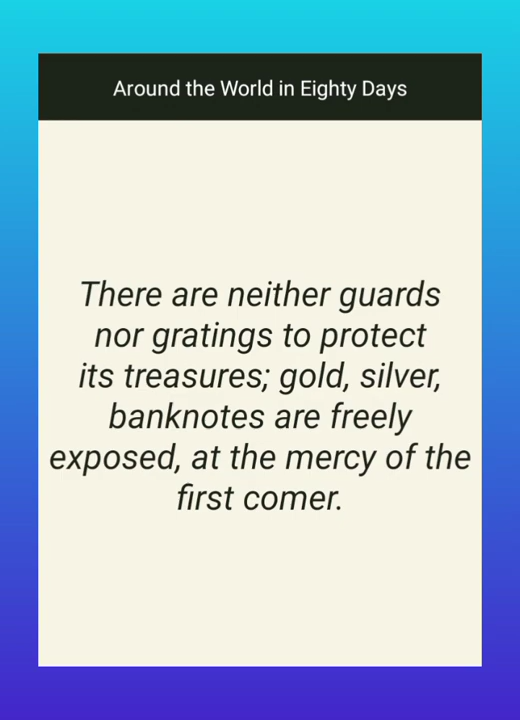 Around the World in Eighty Days
There are neither guards
nor gratings to protect
its treasures; gold, silver,
banknotes are freely
exposed, at the mercy of the
first comer.